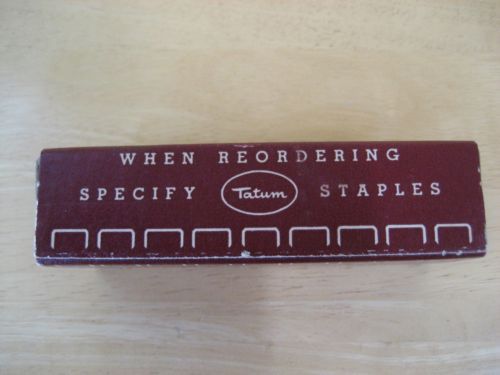 WHEN REORDERING
SPECIFY Tatum STAPLES